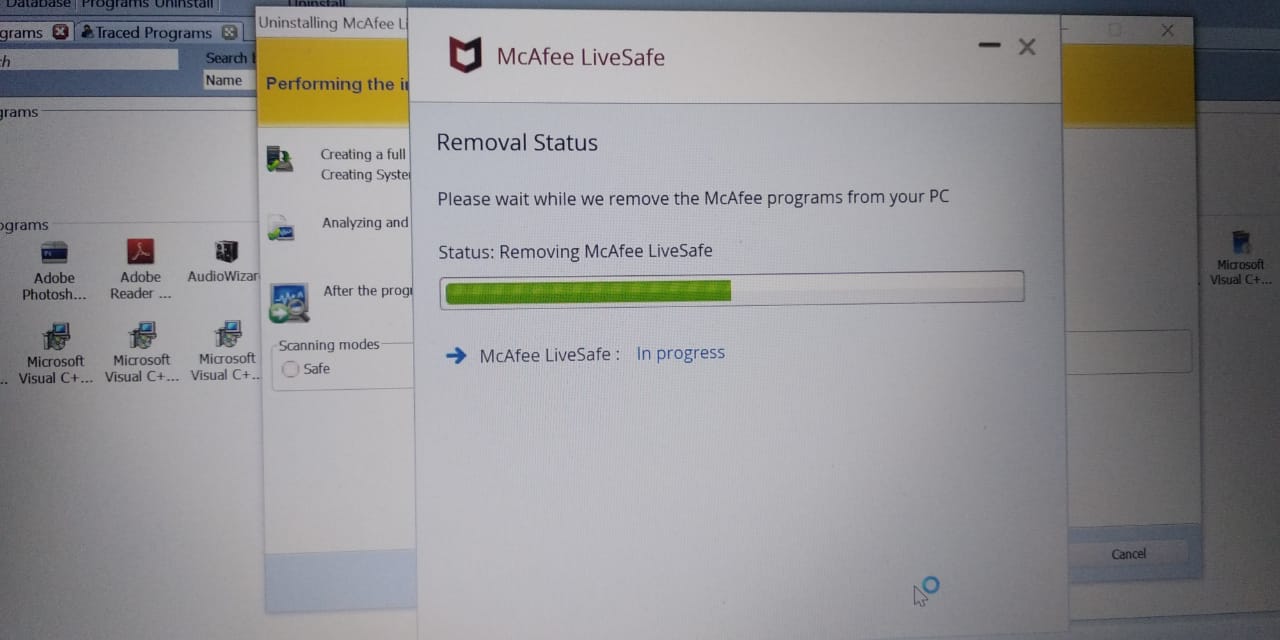 Database Programs Uninstall
Uninstall
grams
Traced Programs
Uninstalling McAfee Li
Search
Name
Performing the i
grams
Creating a full
Creating Syste
Analyzing and
ograms
After the prog
Scanning modes
Safe
Adobe
Photosh...
Adobe
Reader ...
AudioWizar
Microsoft
Visual C+...
Microsoft
Visual C+...
Microsoft
Visual C+...
McAfee LiveSafe
Removal Status
Please wait while we remove the McAfee programs from your PC
Status: Removing McAfee LiveSafe
McAfee LiveSafe : In progress
Microsoft
Visual C+...
Cancel